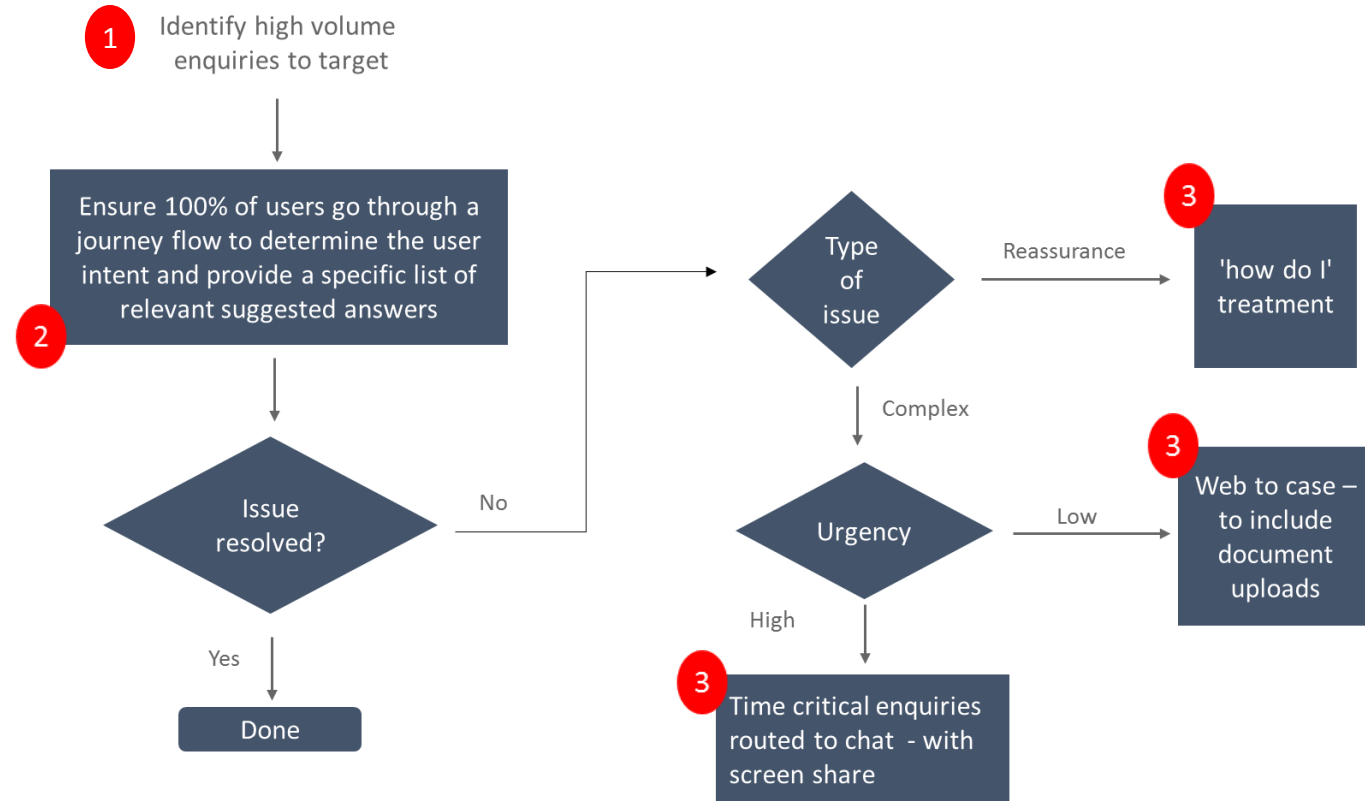 1
Identify high volume
enquiries to target
Ensure 100% of users go through a
journey flow to determine the user
intent and provide a specific list of
relevant suggested answers
2
Issue
resolved?
No
Yes
Done
Type
of
issue
Reassurance
3
'how do I'
treatment
Complex
Urgency
Low
3
Web to case –
to include
document
uploads
High
3
Time critical enquiries
routed to chat  - with
screen share